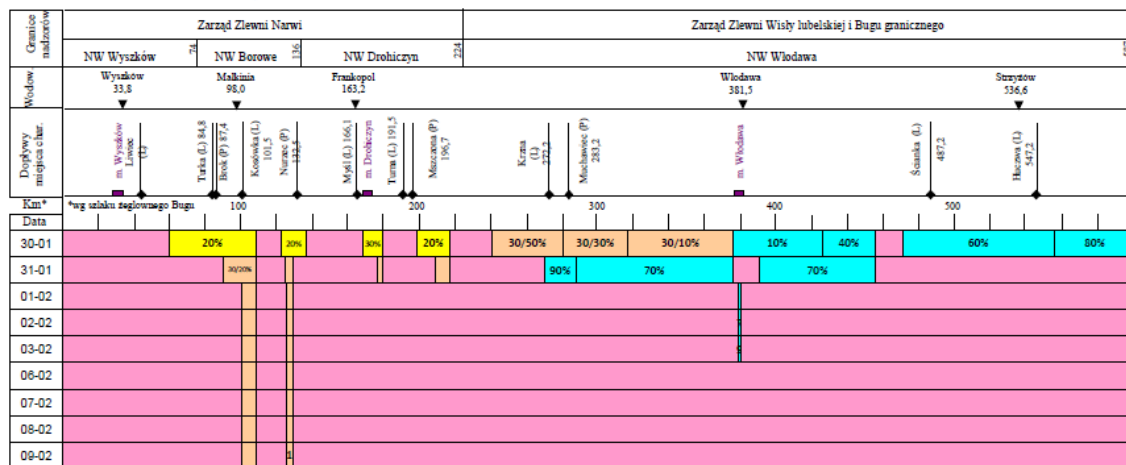 Granice nadzorów
Zarząd Zlewni Narwi
Zarząd Zlewni Wisły lubelskiej i Bugu granicznego
NW Wyszków
74
NW Borowe
136
NW Drohiczyn
224
NW Włodawa
Wodow.
Wyszków
33,8
Małkinia
98,0
Frankopol
163,2
Włodawa
381,5
Strzyżów
536,6
Dopływy miejsca char.
m. Wyszków
Liwiec
(L)
Turka (L) 84,8
Brok (P) 87,4
Kosówka (L)
101,5
Nurzec (P)
132,5
Myśl (L) 166,1
m. Drohiczyn
Turna (L) 191,5
Moszczona (P)
196,7
Krzna
(L)
272,2
Muchawiec (P)
283,2
m. Włodawa
Ścianka (L)
487,2
Huczwa (L)
547,2
Km*
*wg szlaku żeglownego Bugu
100
200
300
400
500
Data
30-01
20%
20%
30%
20%
30/50%
30/30%
30/10%
10%
40%
60%
80%
31-01
30/20%
90%
70%
70%
01-02
02-02
03-02
06-02
07-02
08-02
09-02
1